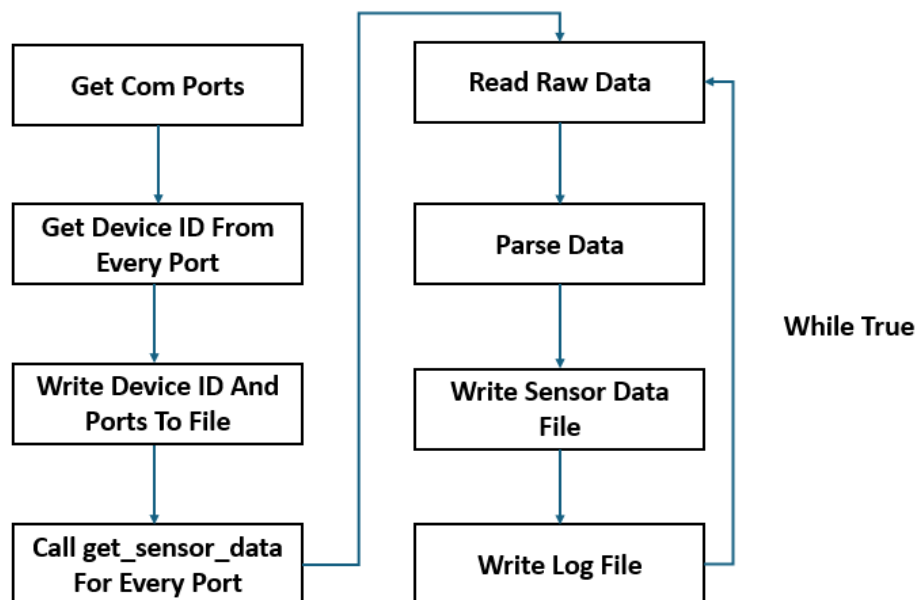 Get Com Ports
Get Device ID From
Every Port
Write Device ID And
Ports To File
Call get_sensor_data
For Every Port
Read Raw Data
Parse Data
Write Sensor Data
File
Write Log File
While True